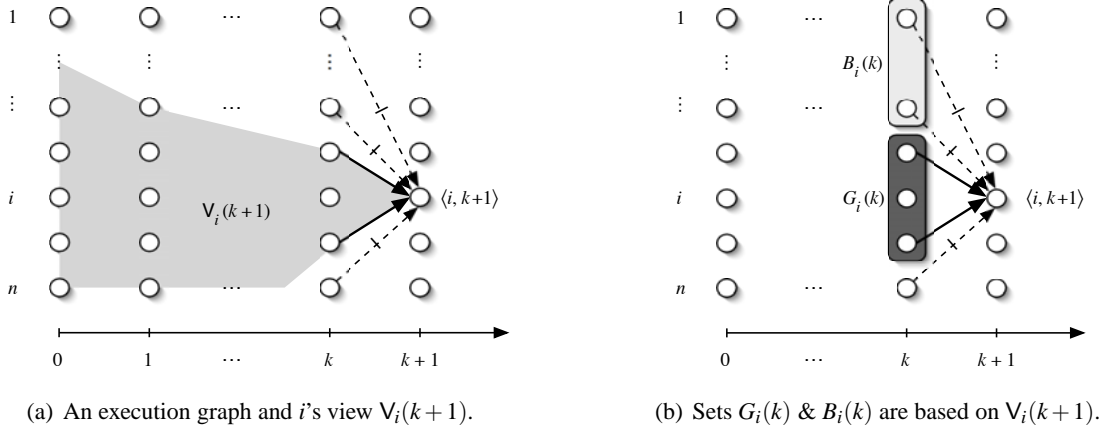 1 ... 1 ...
⋮ ⋮ ⋮ ⋮ B_i(k) ⋮
⋮ ... ⋮ ...
i V_i(k+1) ⟨i, k+1⟩ i G_i(k) ⟨i, k+1⟩
n ... n ...
0 1 ... k k+1 0 ... k k+1
(a) An execution graph and i's view V_i(k+1). (b) Sets G_i(k) & B_i(k) are based on V_i(k+1).